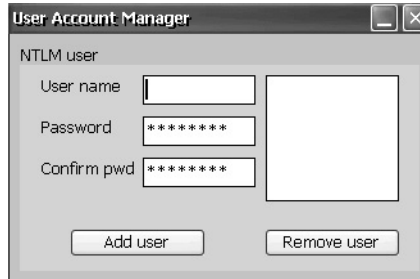 User Account Manager
NTLM user
User name
Password ********
Confirm pwd ********
Add user Remove user